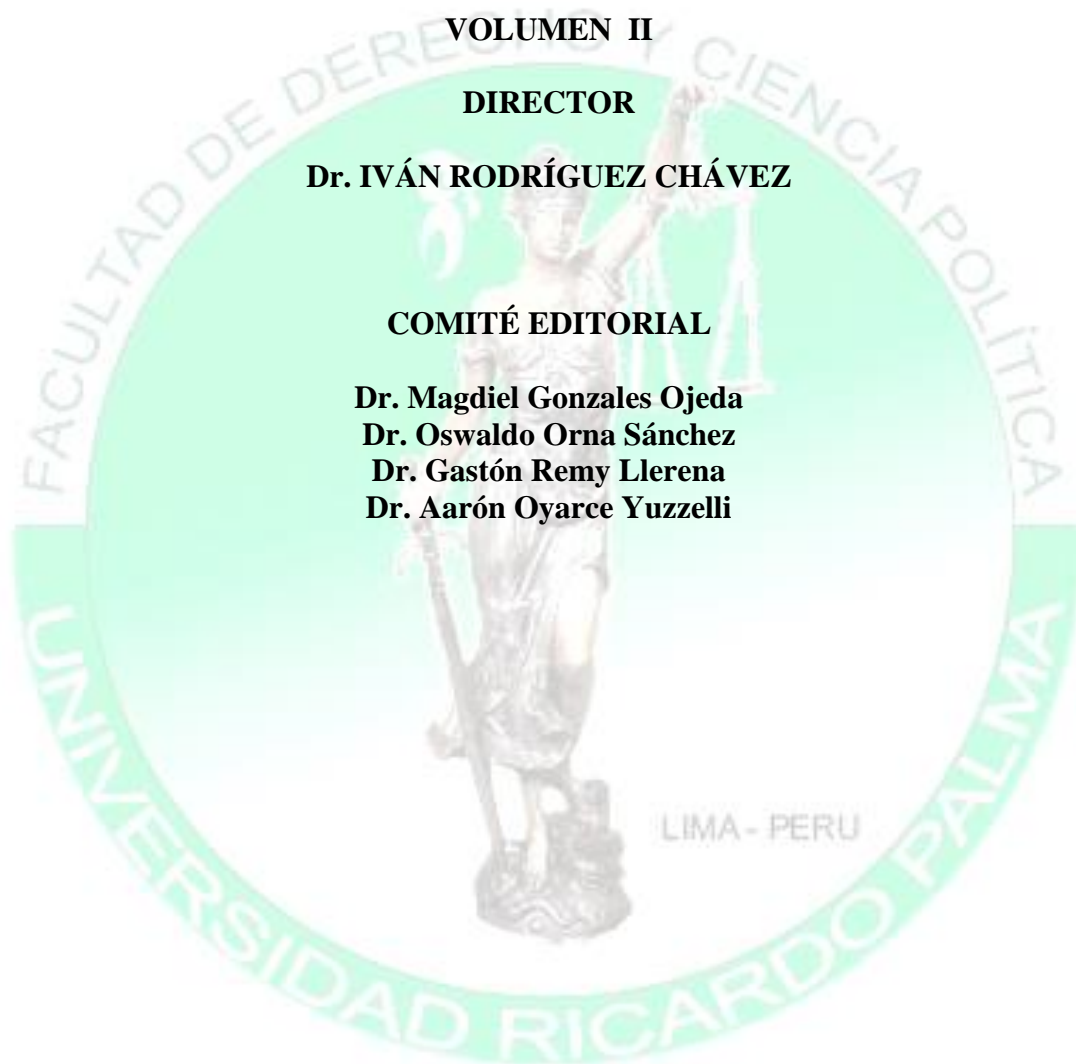 VOLUMEN II
DIRECTOR
Dr. IVÁN RODRÍGUEZ CHÁVEZ
COMITÉ EDITORIAL
Dr. Magdiel Gonzales Ojeda
Dr. Oswaldo Orna Sánchez
Dr. Gastón Remy Llerena
Dr. Aarón Oyarce Yuzzelli
FACULTAD DE DERECHO Y CIENCIA POLÍTICA
LIMA - PERU
UNIVERSIDAD RICARDO PALMA